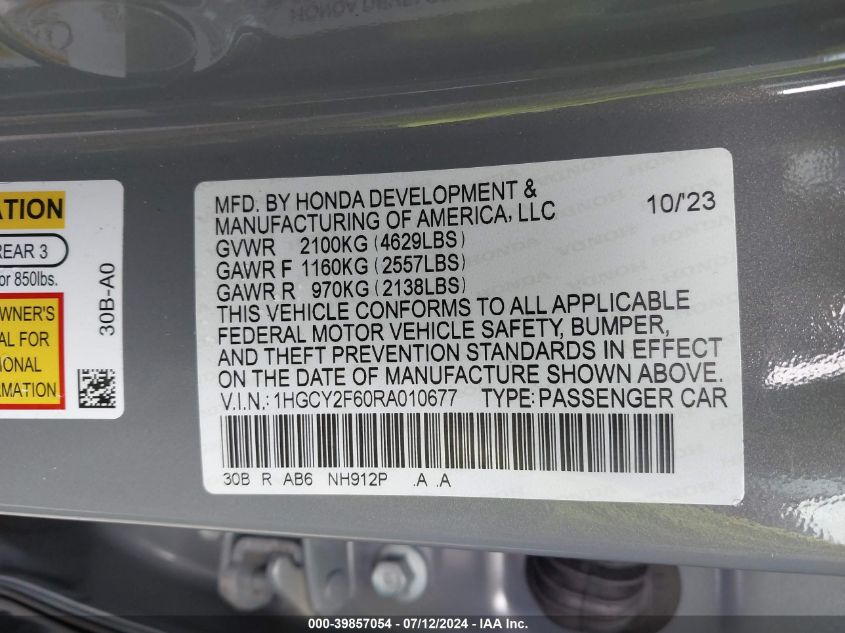 ATION
REAR 3
or 850lbs.
WNER'S
AL FOR
IONAL
RMATION
30B-A0
MFD. BY HONDA DEVELOPMENT &
MANUFACTURING OF AMERICA, LLC 10/'23
GVWR 2100KG (4629LBS)
GAWR F 1160KG (2557LBS)
GAWR R 970KG (2138LBS)
THIS VEHICLE CONFORMS TO ALL APPLICABLE
FEDERAL MOTOR VEHICLE SAFETY, BUMPER,
AND THEFT PREVENTION STANDARDS IN EFFECT
ON THE DATE OF MANUFACTURE SHOWN ABOVE.
V.I.N.: 1HGCY2F60RA010677 TYPE: PASSENGER CAR
30B R AB6 NH912P .A .A
000-39857054 - 07/12/2024 - IAAI Inc.